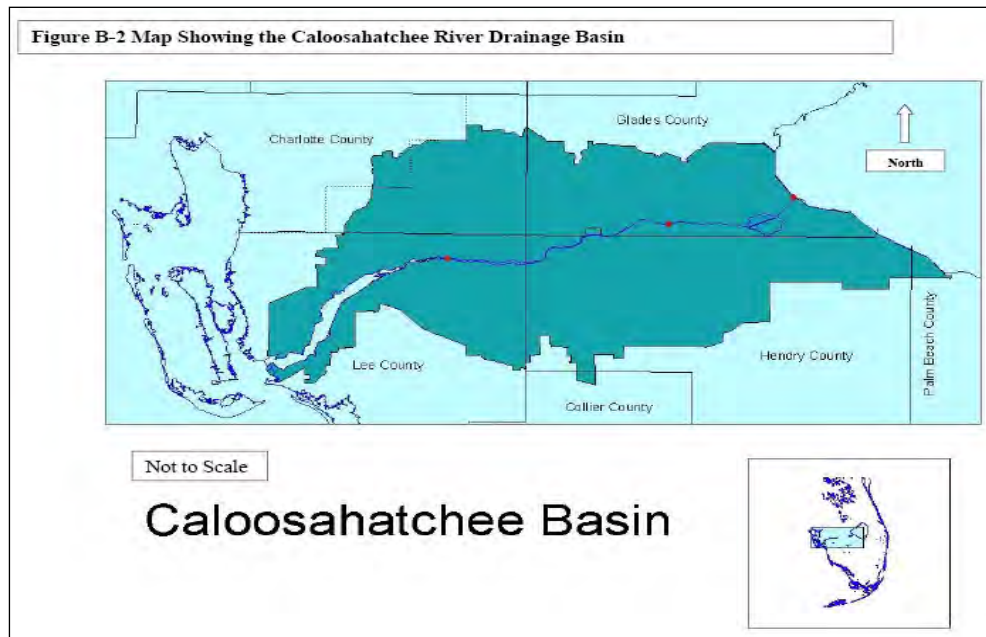 Figure B-2 Map Showing the Caloosahatchee River Drainage Basin
Glades County
Charlotte County
North
Lee County
Hendry County
Palm Beach County
Collier County
Not to Scale
Caloosahatchee Basin